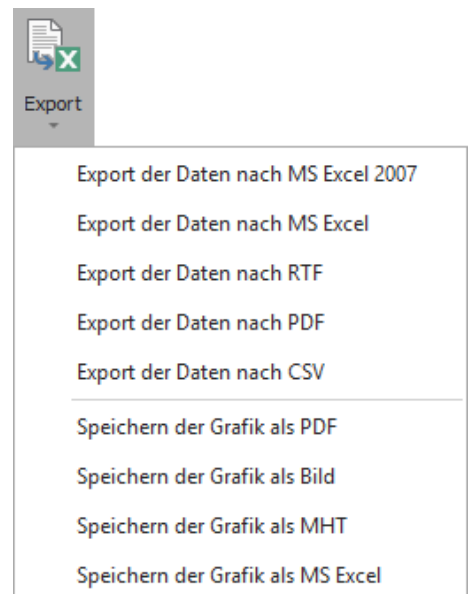 Export
Export der Daten nach MS Excel 2007
Export der Daten nach MS Excel
Export der Daten nach RTF
Export der Daten nach PDF
Export der Daten nach CSV
Speichern der Grafik als PDF
Speichern der Grafik als Bild
Speichern der Grafik als MHT
Speichern der Grafik als MS Excel